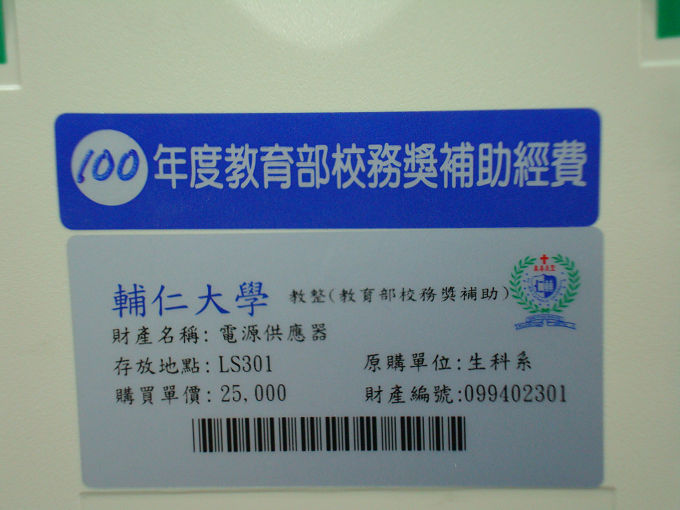 100年度教育部校務獎補助經費
輔仁大學 教整(教育部校務獎補助)
財產名稱: 電源供應器
存放地點: LS301 原購單位: 生科系
購買單價: 25,000 財產編號:099402301